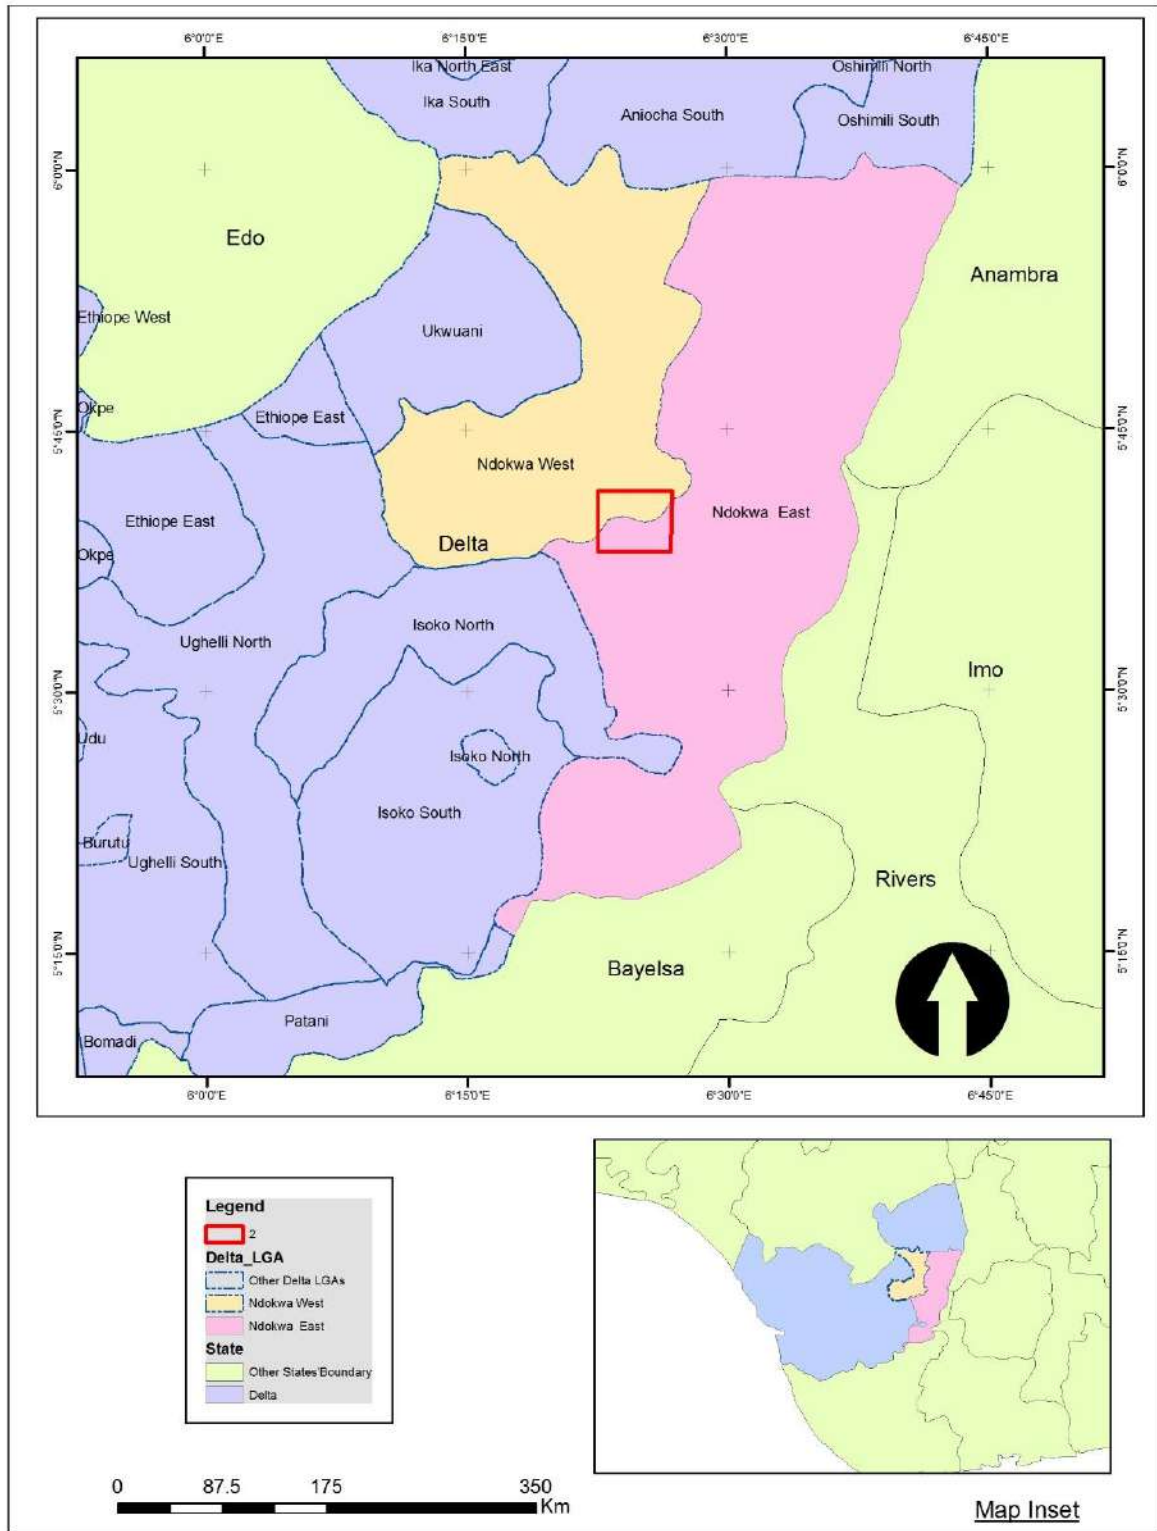 6°0'0"E 6°15'0"E 6°30'0"E 6°45'0"E
Ika North East
Oshimili North
Ika South
Aniocha South
Oshimili South
6°0'0"N
6°0'0"N
Edo
Anambra
Ethiope West
Ukwuani
Okpe
Ethiope East
5°45'0"N
5°45'0"N
Ndokwa West
Ethiope East
Ndokwa East
Delta
Okpe
Isoko North
Ughelli North
Imo
5°30'0"N
5°30'0"N
Udu
Isoko North
Isoko South
Burutu
Ughelli South
Rivers
5°15'0"N
5°15'0"N
Bayelsa
Patani
Bomadi
6°0'0"E 6°15'0"E 6°30'0"E 6°45'0"E
Legend
2
Delta_LGA
Other Delta LGAs
Ndokwa West
Ndokwa East
State
Other States'Boundary
Delta
0 87.5 175 350
Km
Map Inset